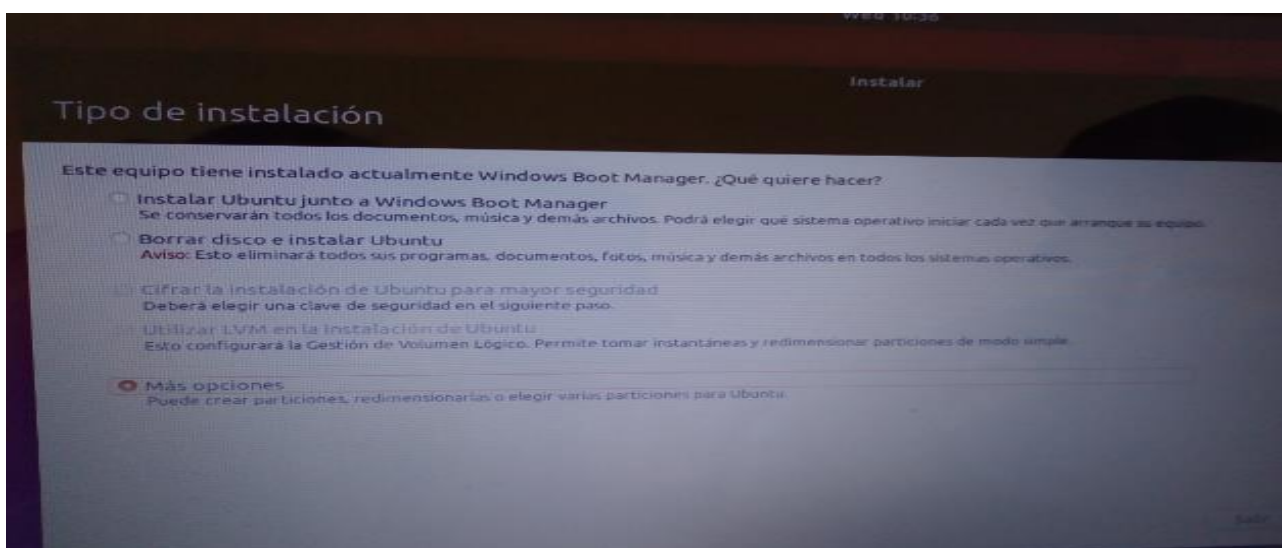 Wed 10:36
Instalar
Tipo de instalación
Este equipo tiene instalado actualmente Windows Boot Manager. ¿Qué quiere hacer?
Instalar Ubuntu junto a Windows Boot Manager
Se conservarán todos los documentos, música y demás archivos. Podrá elegir qué sistema operativo iniciar cada vez que arranque su equipo.
Borrar disco e instalar Ubuntu
Aviso: Esto eliminará todos sus programas, documentos, fotos, música y demás archivos en todos los sistemas operativos.
Cifrar la instalación de Ubuntu para mayor seguridad
Deberá elegir una clave de seguridad en el siguiente paso.
Utilizar LVM en la instalación de Ubuntu
Esto configurará la Gestión de Volumen Lógico. Permite tomar instantáneas y redimensionar particiones de modo simple.
Más opciones
Puede crear particiones, redimensionarlas o elegir varias particiones para Ubuntu.
Salir